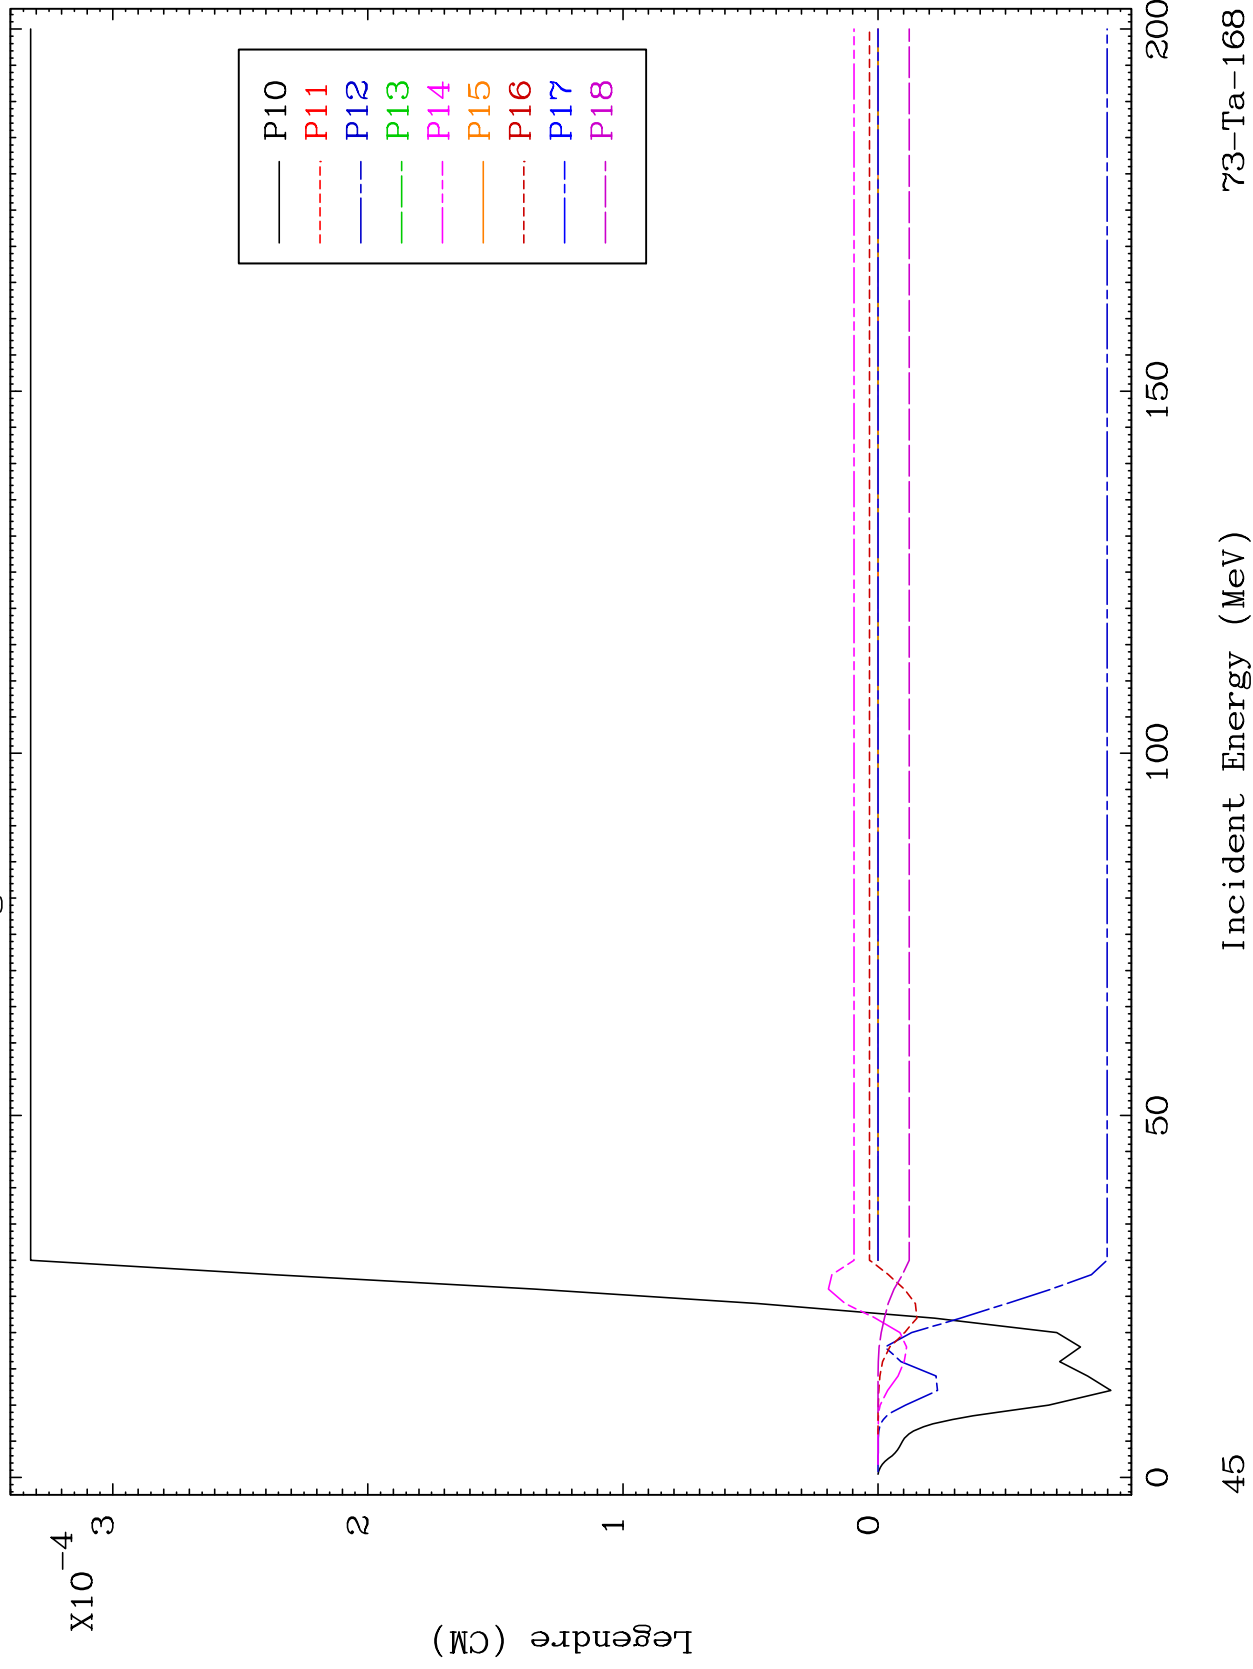 X10-4
3
2
1
0
Legendre (CM)
P10
P11
P12
P13
P14
P15
P16
P17
P18
0
50
100
150
200
Incident Energy (MeV)
45
73-Ta-168